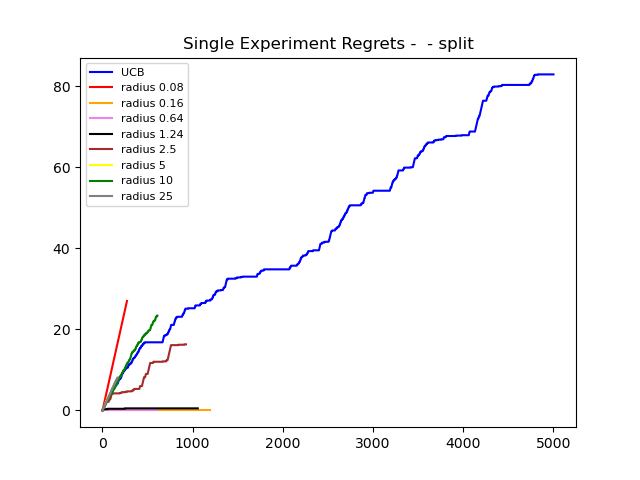 Single Experiment Regrets -  - split
UCB
radius 0.08
radius 0.16
radius 0.64
radius 1.24
radius 2.5
radius 5
radius 10
radius 25
80
60
40
20
0
0 1000 2000 3000 4000 5000